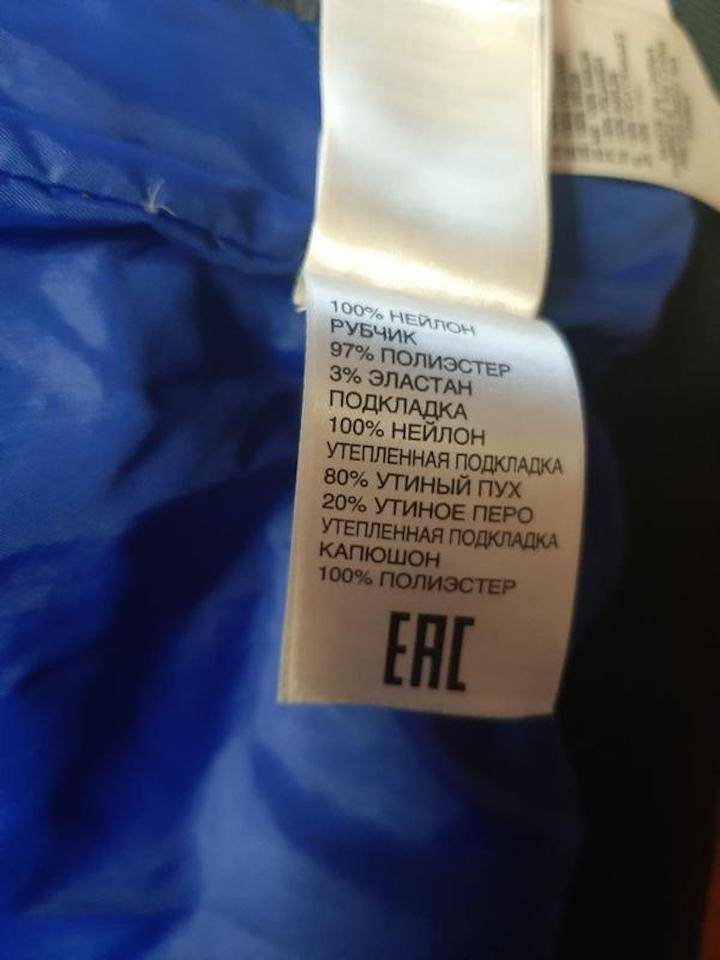 100% НЕЙЛОН
РУБЧИК
97% ПОЛИЭСТЕР
3% ЭЛАСТАН
ПОДКЛАДКА
100% НЕЙЛОН
УТЕПЛЕННАЯ ПОДКЛАДКА
80% УТИНЫЙ ПУХ
20% УТИНОЕ ПЕРО
УТЕПЛЕННАЯ ПОДКЛАДКА
КАПЮШОН
100% ПОЛИЭСТЕР
EAC